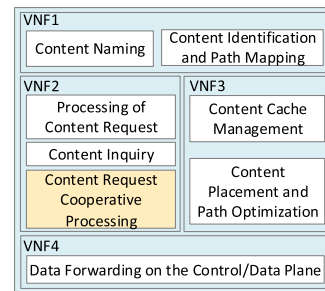 VNF1
Content Naming
Content Identification
and Path Mapping
VNF2
Processing of
Content Request
Content Inquiry
Content Request
Cooperative
Processing
VNF3
Content Cache
Management
Content
Placement and
Path Optimization
VNF4
Data Forwarding on the Control/Data Plane